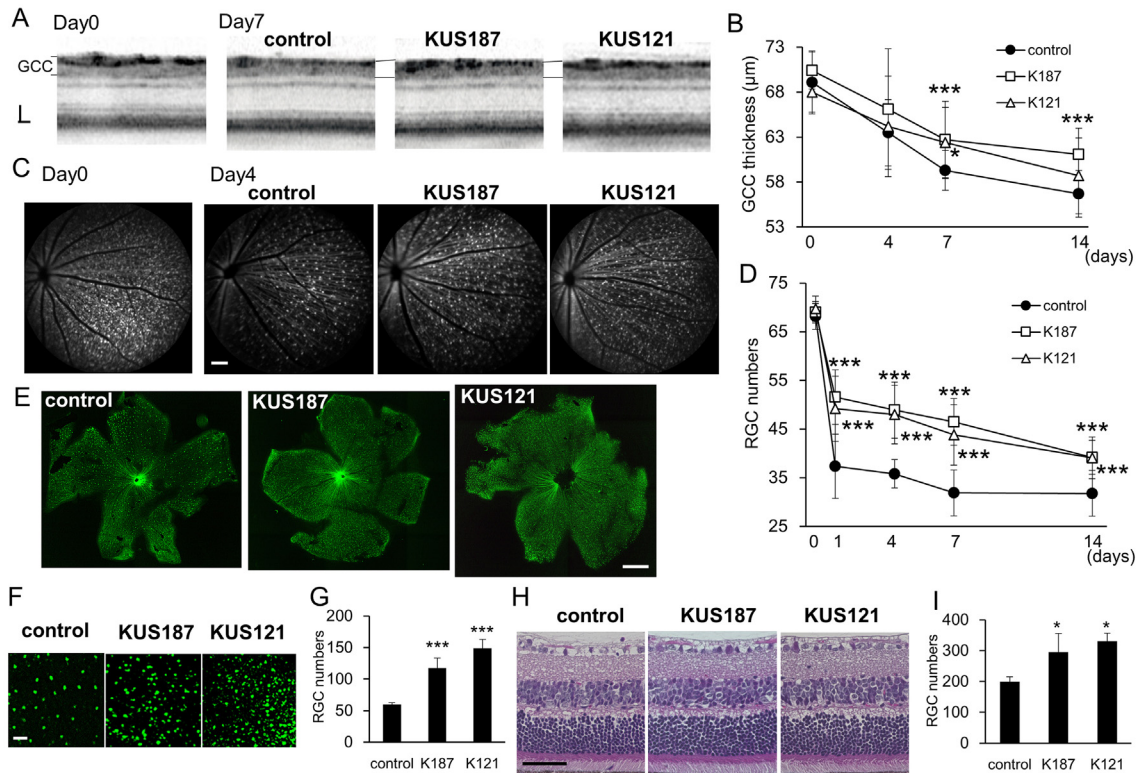 A
Day0
Day7
control
KUS187
KUS121
GCC
B
73
68
63
58
53
GCC thickness (μm)
control
K187
K121
***
*
***
0
4
7
14
(days)
C
Day0
Day4
control
KUS187
KUS121
D
75
65
55
45
35
25
RGC numbers
control
K187
K121
***
***
***
***
***
***
***
***
0
1
4
7
14
(days)
E
control
KUS187
KUS121
F
control
KUS187
KUS121
G
200
150
100
50
0
RGC numbers
***
***
control
K187
K121
H
control
KUS187
KUS121
I
400
300
200
100
0
RGC numbers
*
*
control
K187
K121